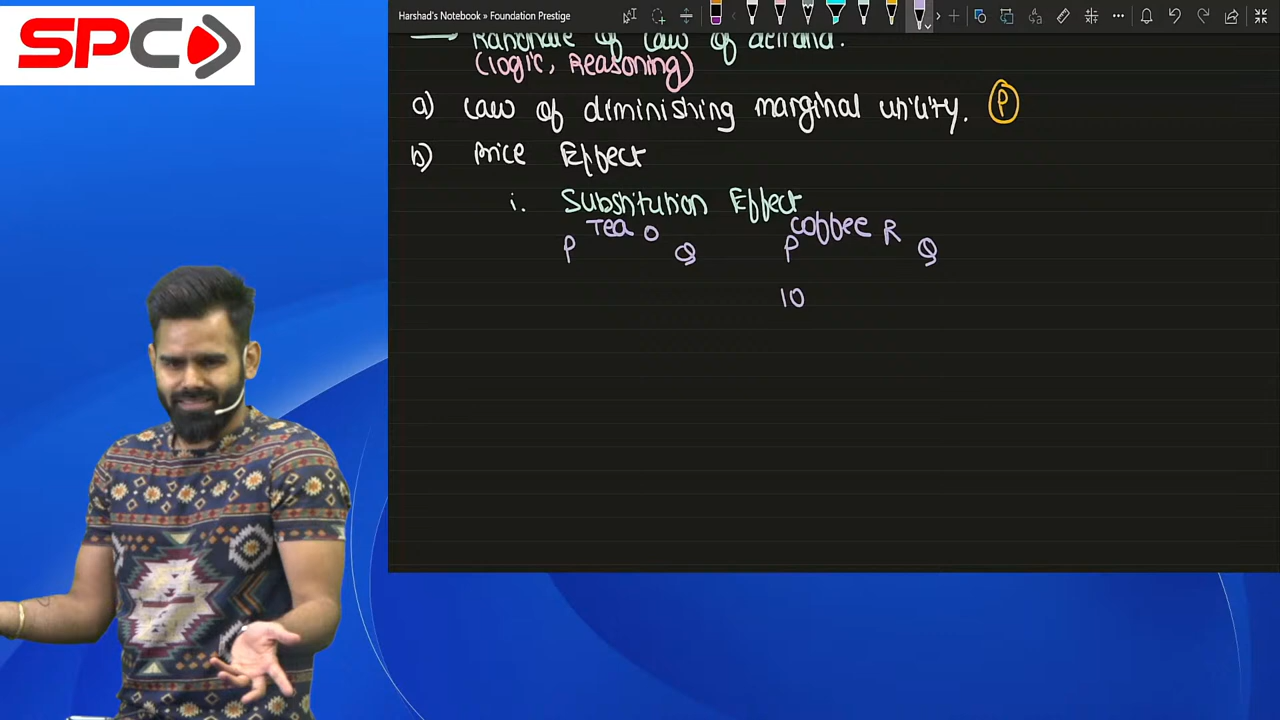 SPC
Harshad's Notebook » Foundation Prestige
Rationale of law of demand.
(logic, Reasoning)
a) Law of diminishing marginal utility. P
b) Price Effect
i. Substitution Effect
Tea O Coffee R
P Q P Q
10